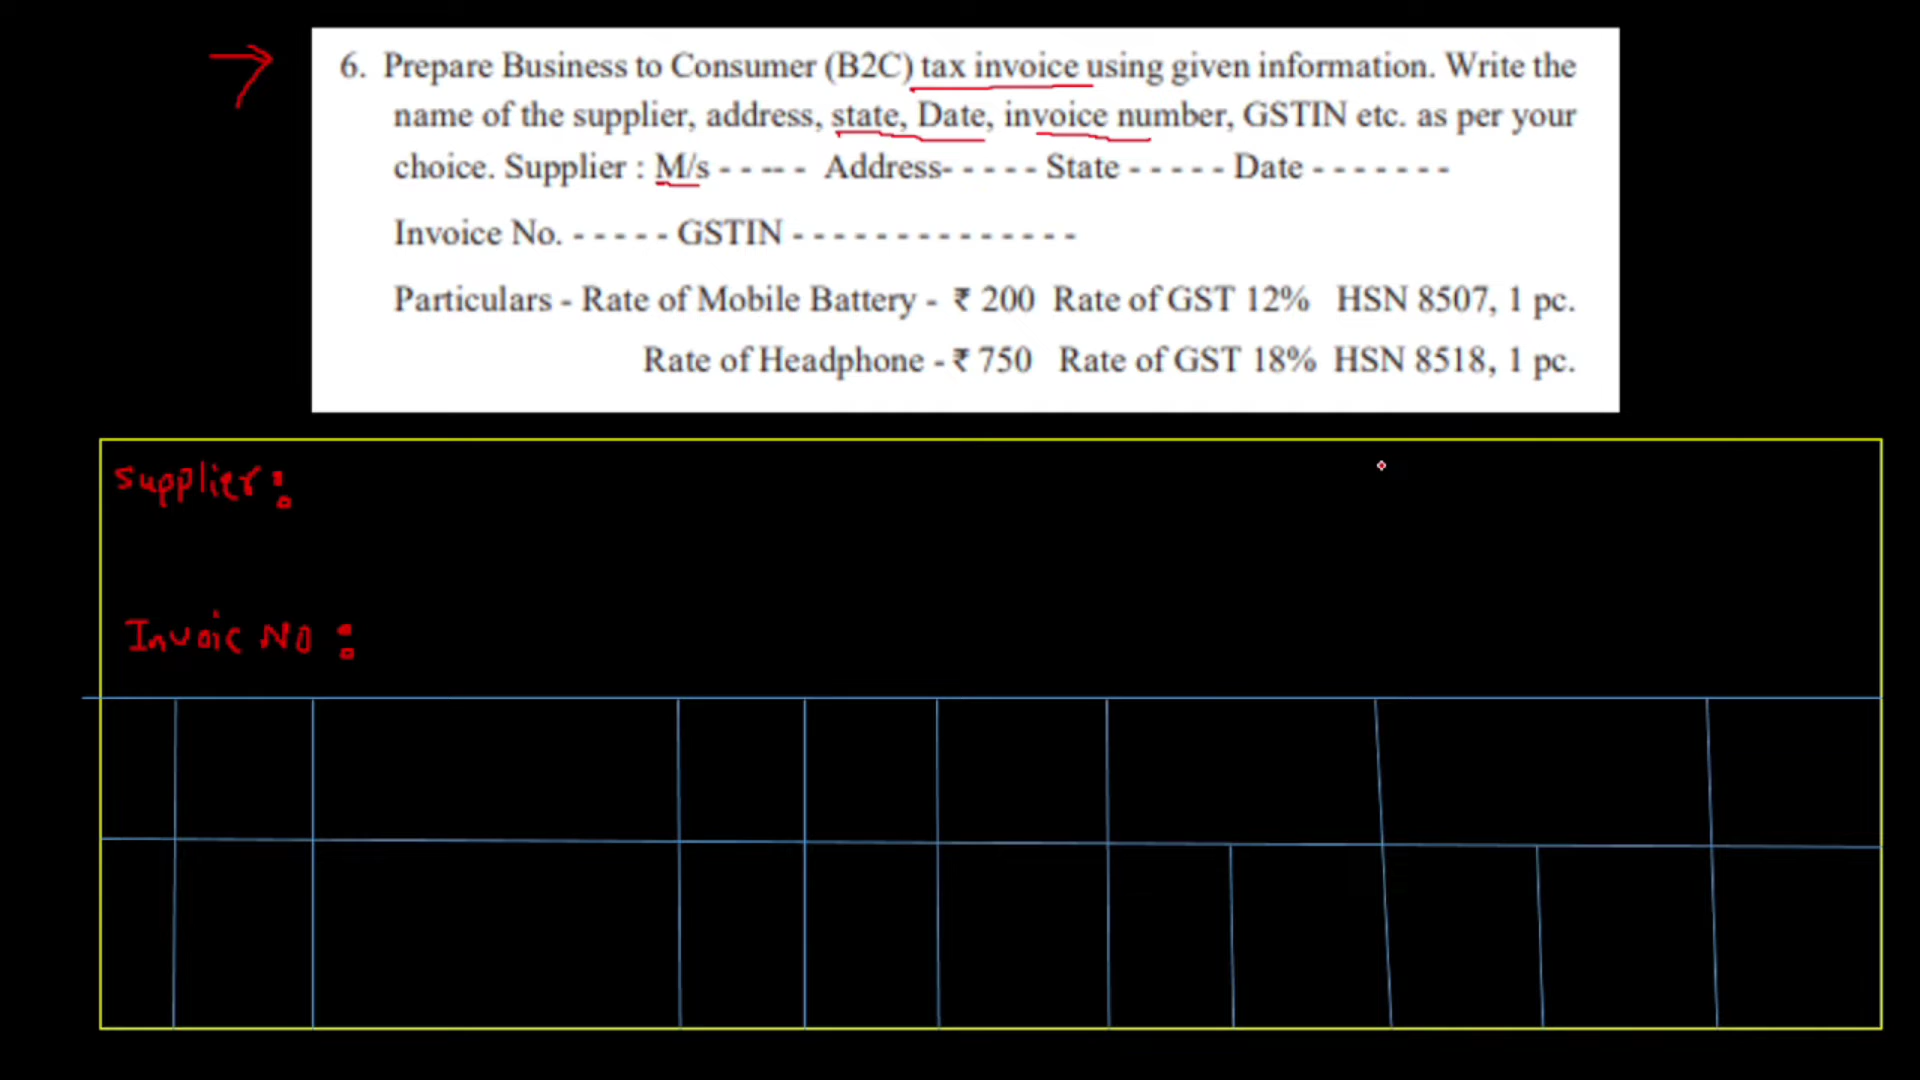 6. Prepare Business to Consumer (B2C) tax invoice using given information. Write the
name of the supplier, address, state, Date, invoice number, GSTIN etc. as per your
choice. Supplier : M/s - - -- - Address- - - - - State - - - - - Date - - - - - - -
Invoice No. - - - - - GSTIN - - - - - - - - - - - - - -
Particulars - Rate of Mobile Battery - ₹ 200 Rate of GST 12% HSN 8507, 1 pc.
Rate of Headphone - ₹ 750 Rate of GST 18% HSN 8518, 1 pc.
Supplier :
Invoic NO :